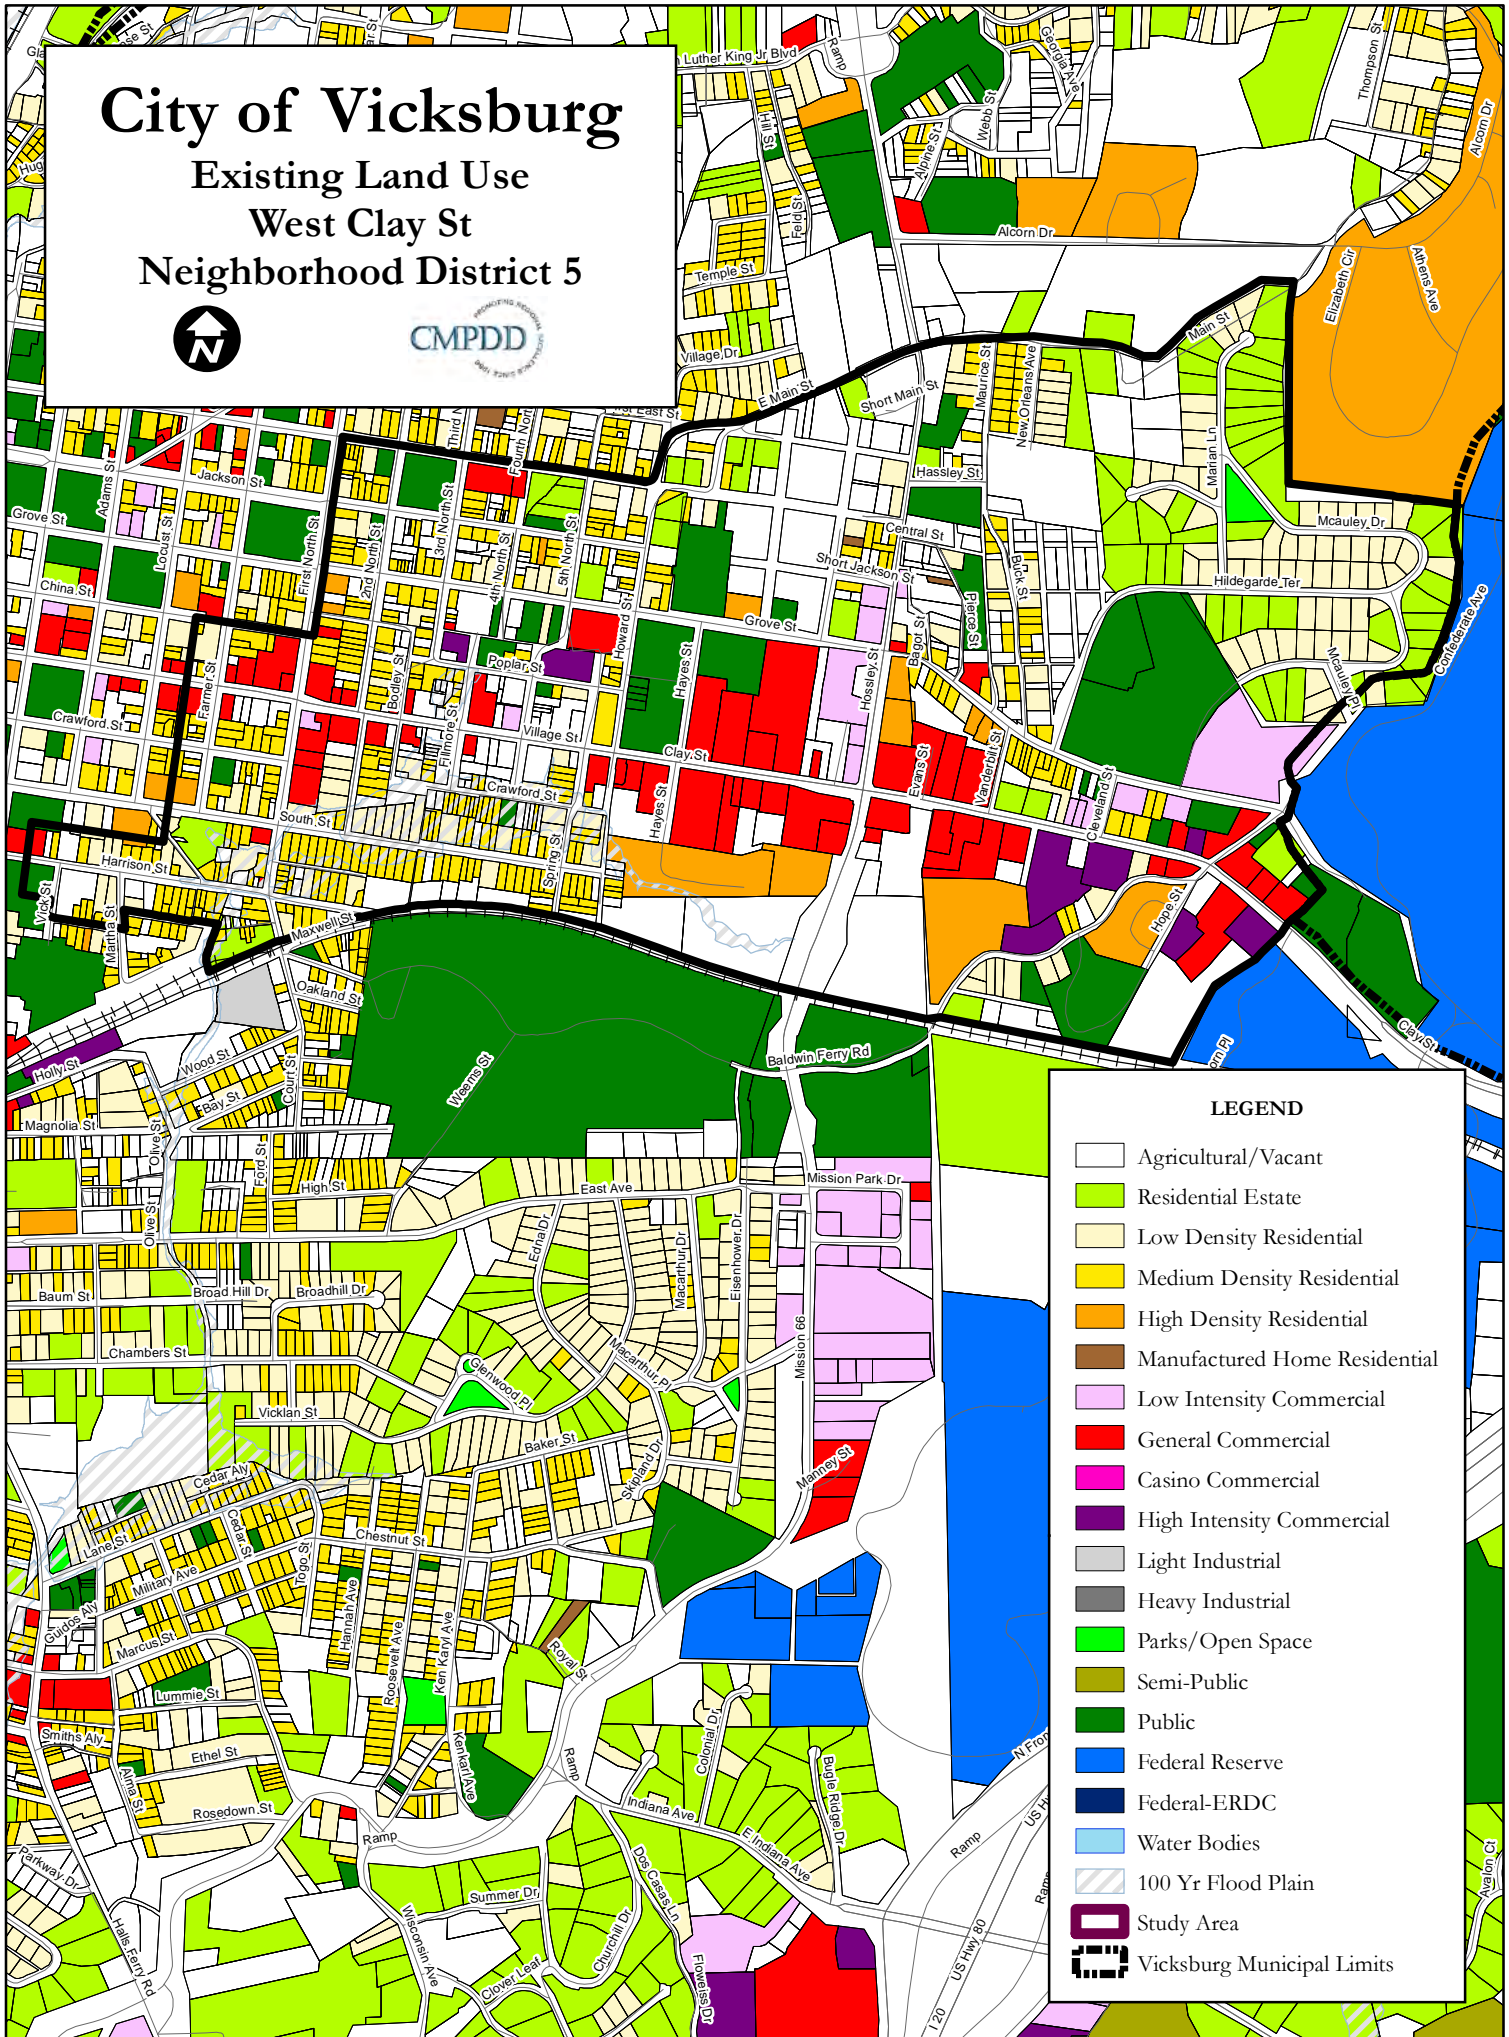 City of Vicksburg
Existing Land Use
West Clay St
Neighborhood District 5
N
CMPDD
Luther King Jr Blvd
Ramp
Georgia Ave
Thompson St
Alcorn Dr
Hill St
Webb St
Alpine St
Feld St
Alcorn Dr
Temple St
Elizabeth Cir
Athens Ave
Village Dr
Main St
E Main St
Short Main St
Maurice St
New Orleans Ave
Marian Ln
Jackson St
Adams St
Hassley St
Grove St
Locust St
First North St
2nd North St
3rd North St
4th North St
5th North St
Central St
Mcauley Dr
Short Jackson St
Buck St
Hildegarde Ter
China St
Pierce St
Howard St
Grove St
Bagot St
Confederate Ave
Farmer St
Bodley St
Poplar St
Hayes St
Hossley St
Mcauley Pl
Crawford St
Fillmore St
Village St
Clay St
Evans St
Vanderbilt St
Crawford St
Hayes St
Cleveland St
South St
Harrison St
Spring St
Vick St
Martha St
Maxwell St
Hope St
Oakland St
Clay St
Holly St
Wood St
Court St
Weems St
Baldwin Ferry Rd
Bay St
Magnolia St
Olive St
Ford St
High St
East Ave
Mission Park Dr
Olive St
Edna Dr
Macarthur Dr
Eisenhower Dr
Baum St
Broad Hill Dr
Broadhill Dr
Chambers St
Glenwood Pl
Macarthur Pl
Mission 66
Vicklan St
Baker St
Skipland Dr
Manney St
Cedar Aly
Lane St
Cedar St
Togo St
Chestnut St
Military Ave
Guidos Aly
Marcus St
Hannah Ave
Roosevelt Ave
Ken Karyl Ave
Royal St
Lummie St
Smiths Aly
Ethel St
Alma St
Kenkarl Ave
Colonial Dr
Ramp
Bugle Ridge Dr
N Fron
Rosedown St
Ramp
Indiana Ave
E Indiana Ave
Ramp
US H
Parkway Dr
Halls Ferry Rd
Summer Dr
Wisconsin Ave
Dos Casas Ln
Churchill Dr
Clover Leaf
Floweiss Dr
US Hwy 80
I 20
Avalon Ct
LEGEND
Agricultural/Vacant
Residential Estate
Low Density Residential
Medium Density Residential
High Density Residential
Manufactured Home Residential
Low Intensity Commercial
General Commercial
Casino Commercial
High Intensity Commercial
Light Industrial
Heavy Industrial
Parks/Open Space
Semi-Public
Public
Federal Reserve
Federal-ERDC
Water Bodies
100 Yr Flood Plain
Study Area
Vicksburg Municipal Limits